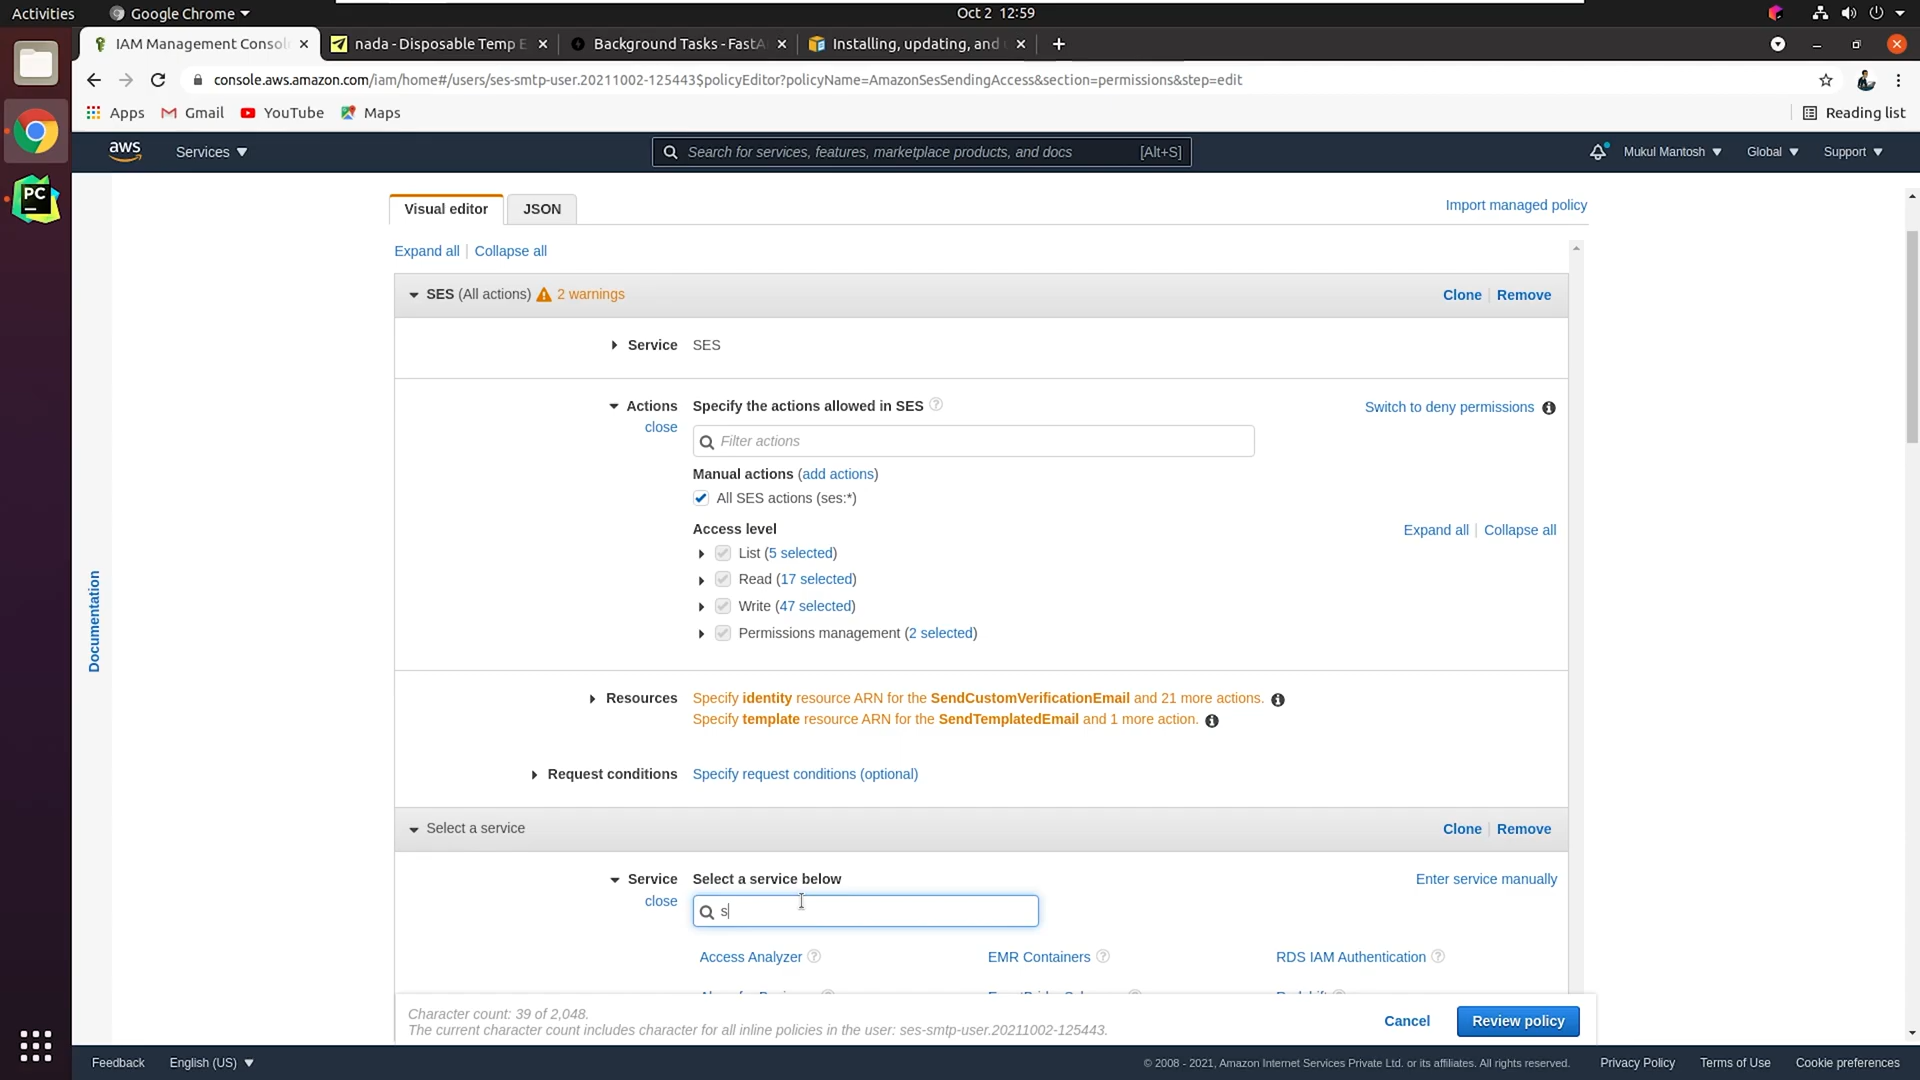 Activities Google Chrome Oct 2 12:59
IAM Management Consol nada - Disposable Temp E Background Tasks - FastA Installing, updating, and
console.aws.amazon.com/iam/home#/users/ses-smtp-user.20211002-125443$policyEditor?policyName=AmazonSesSendingAccess&section=permissions&step=edit
Apps Gmail YouTube Maps Reading list
aws Services Search for services, features, marketplace products, and docs [Alt+S] Mukul Mantosh Global Support
Visual editor JSON Import managed policy
Expand all | Collapse all
SES (All actions) 2 warnings Clone | Remove
Service SES
Actions Specify the actions allowed in SES Switch to deny permissions
close
Filter actions
Manual actions (add actions)
All SES actions (ses:*)
Access level Expand all | Collapse all
List (5 selected)
Read (17 selected)
Write (47 selected)
Permissions management (2 selected)
Documentation
Resources Specify identity resource ARN for the SendCustomVerificationEmail and 21 more actions.
Specify template resource ARN for the SendTemplatedEmail and 1 more action.
Request conditions Specify request conditions (optional)
Select a service Clone | Remove
Service Select a service below Enter service manually
close
s
Access Analyzer EMR Containers RDS IAM Authentication
Character count: 39 of 2,048.
The current character count includes character for all inline policies in the user: ses-smtp-user.20211002-125443.
Cancel Review policy
Feedback English (US) © 2008 - 2021, Amazon Internet Services Private Ltd. or its affiliates. All rights reserved. Privacy Policy Terms of Use Cookie preferences
PC